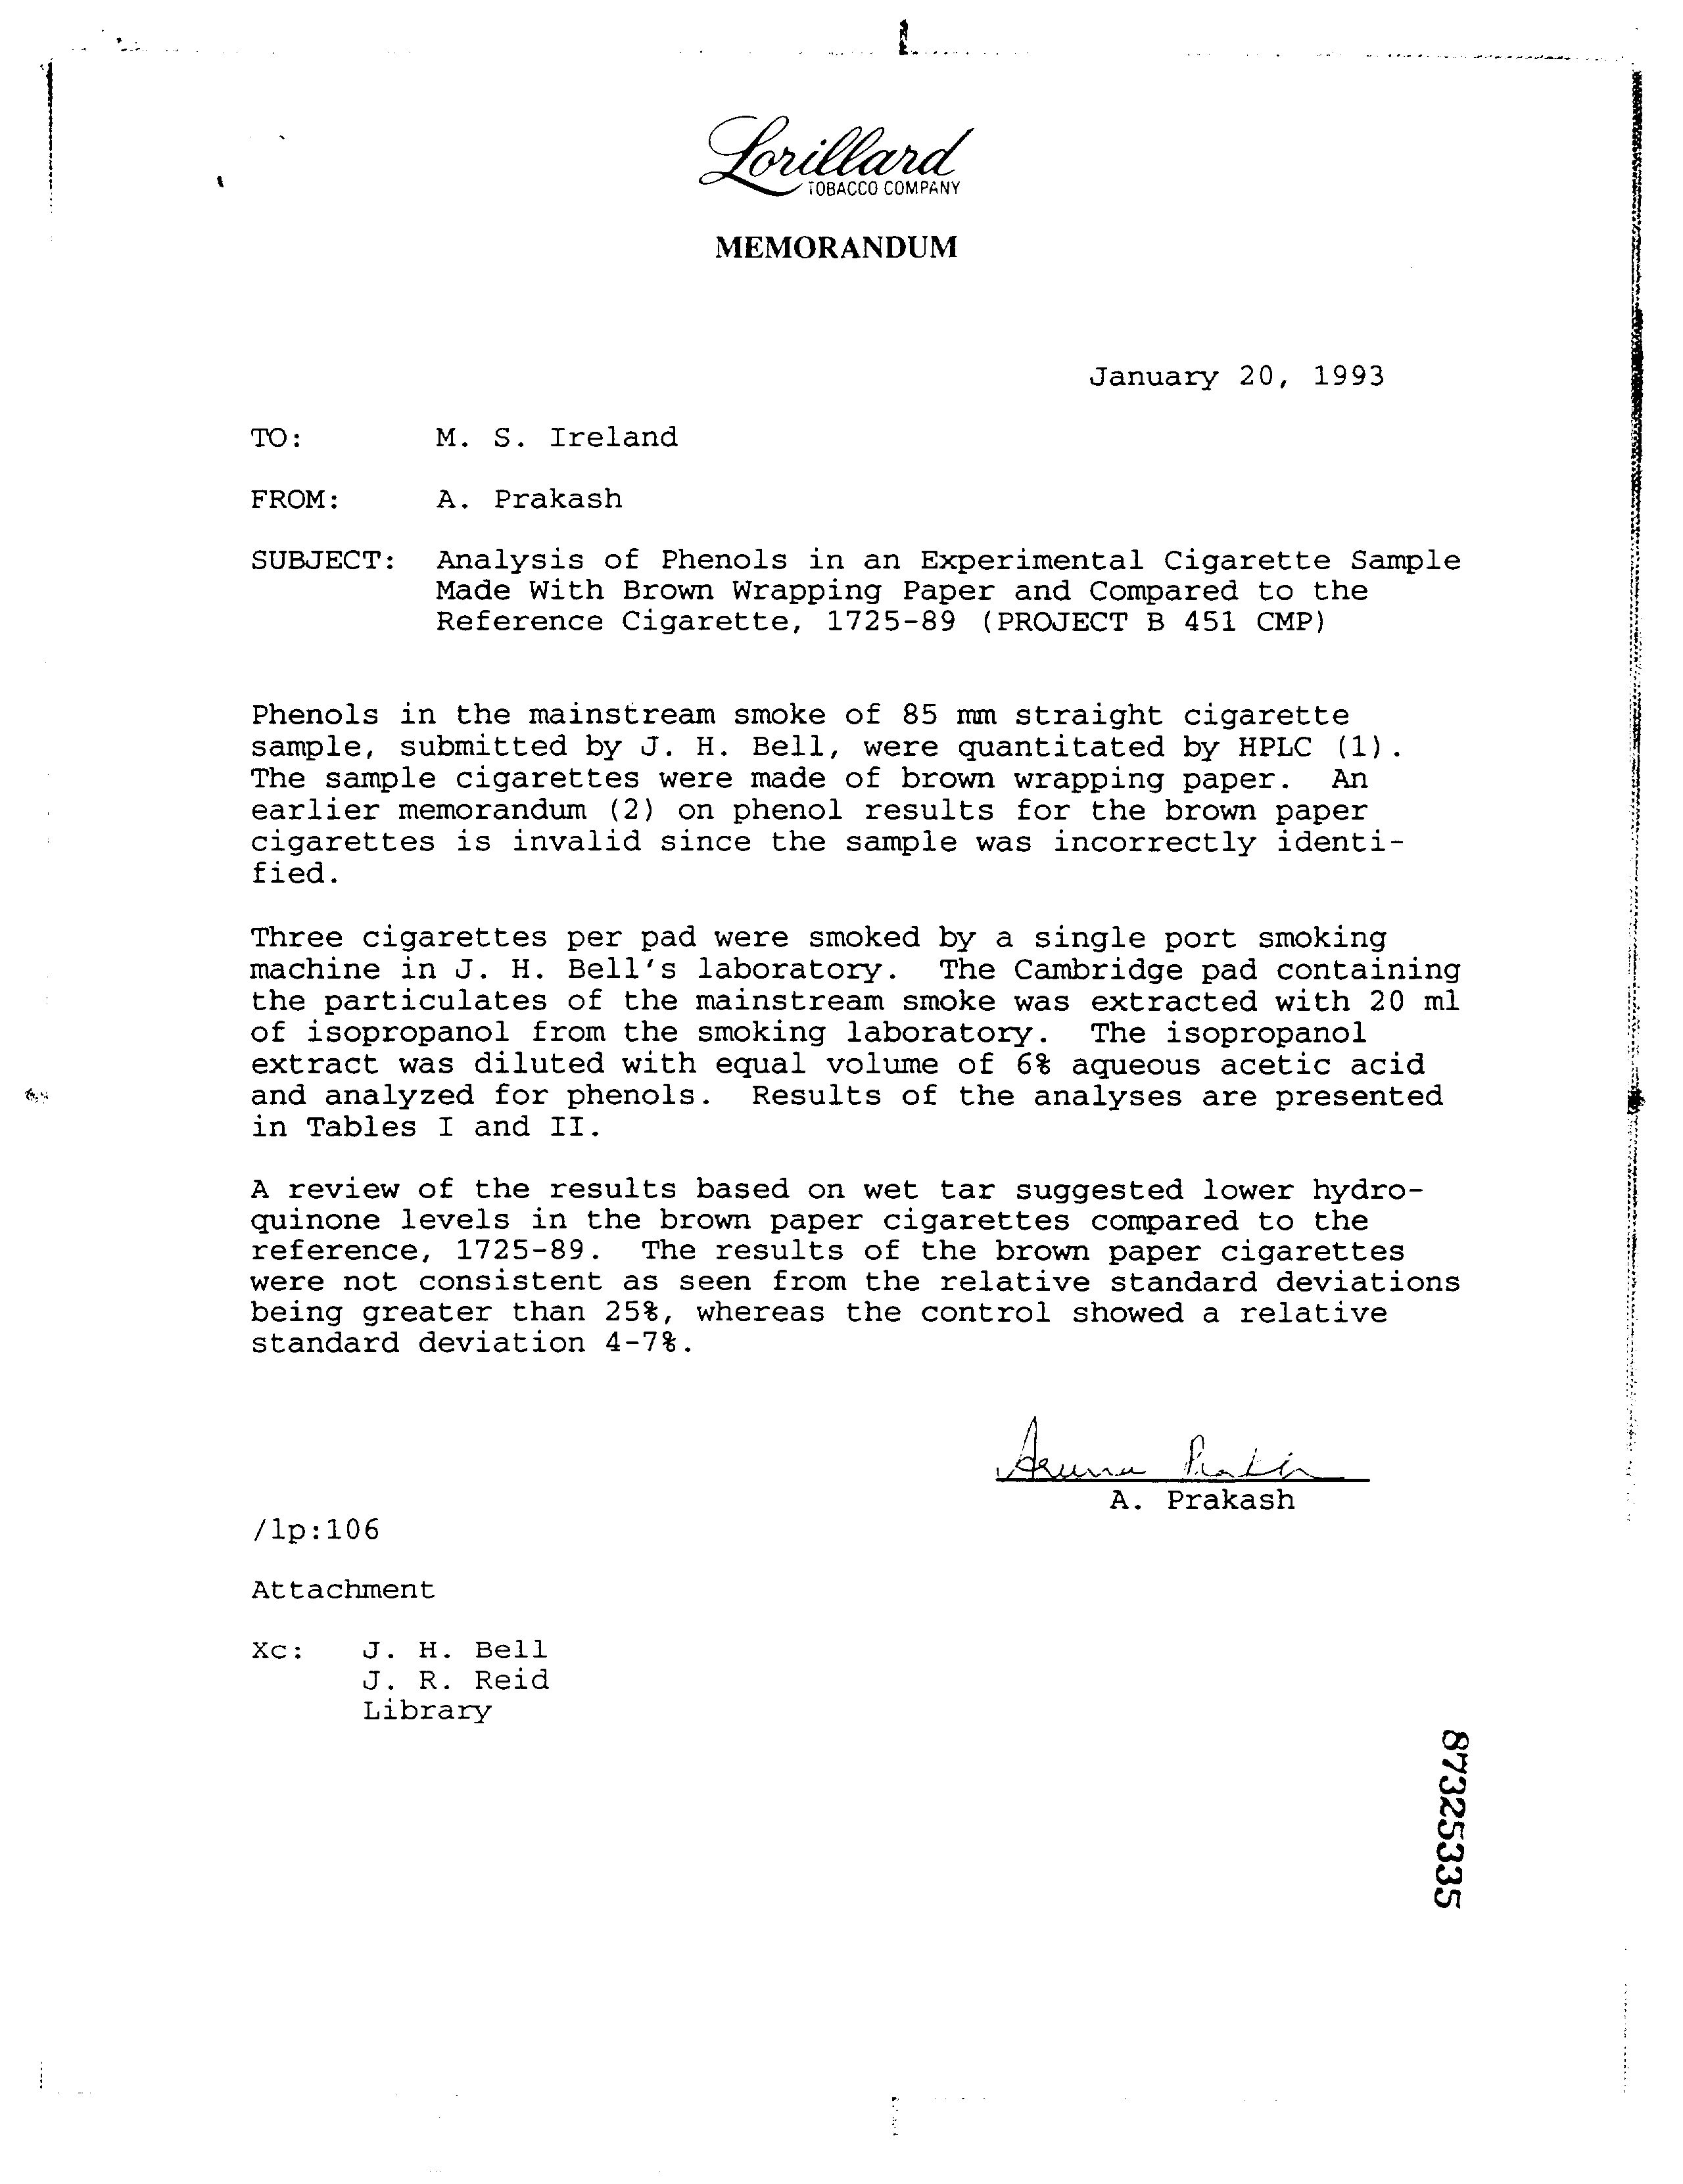 Lorillard
TOBACCO COMPANY
MEMORANDUM
January 20, 1993
TO: M. S. Ireland
FROM: A. Prakash
SUBJECT: Analysis of Phenols in an Experimental Cigarette Sample
Made With Brown Wrapping Paper and Compared to the
Reference Cigarette, 1725-89 (PROJECT B 451 CMP)
Phenols in the mainstream smoke of 85 mm straight cigarette
sample, submitted by J. H. Bell, were quantitated by HPLC (1).
The sample cigarettes were made of brown wrapping paper. An
earlier memorandum (2) on phenol results for the brown paper
cigarettes is invalid since the sample was incorrectly identi-
fied.
Three cigarettes per pad were smoked by a single port smoking
machine in J. H. Bell's laboratory. The Cambridge pad containing
the particulates of the mainstream smoke was extracted with 20 ml
of isopropanol from the smoking laboratory. The isopropanol
extract was diluted with equal volume of 6% aqueous acetic acid
and analyzed for phenols. Results of the analyses are presented
in Tables I and II.
A review of the results based on wet tar suggested lower hydro-
quinone levels in the brown paper cigarettes compared to the
reference, 1725-89. The results of the brown paper cigarettes
were not consistent as seen from the relative standard deviations
being greater than 25%, whereas the control showed a relative
standard deviation 4-7%.
A. Prakash
/lp:106
Attachment
Xc: J. H. Bell
J. R. Reid
Library
87325335